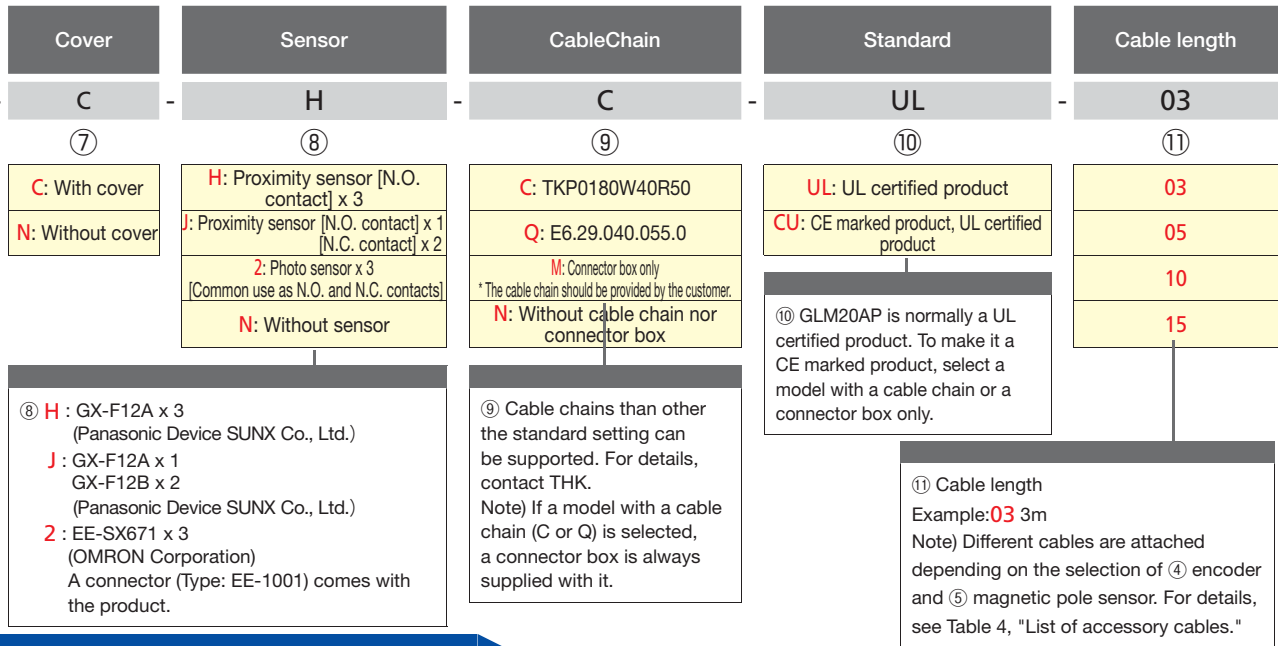 Cover
Sensor
CableChain
Standard
Cable length
- C - H - C - UL - 03
⑦
⑧
⑨
⑩
⑪
C: With cover
N: Without cover
H: Proximity sensor [N.O.
contact] x 3
J: Proximity sensor [N.O. contact] x 1
[N.C. contact] x 2
2: Photo sensor x 3
[Common use as N.O. and N.C. contacts]
N: Without sensor
C: TKP0180W40R50
Q: E6.29.040.055.0
M: Connector box only
* The cable chain should be provided by the customer.
N: Without cable chain nor
connector box
UL: UL certified product
CU: CE marked product, UL certified
product
03
05
10
15
⑧ H : GX-F12A x 3
(Panasonic Device SUNX Co., Ltd.)
J : GX-F12A x 1
GX-F12B x 2
(Panasonic Device SUNX Co., Ltd.)
2 : EE-SX671 x 3
(OMRON Corporation)
A connector (Type: EE-1001) comes with
the product.
⑨ Cable chains than other
the standard setting can
be supported. For details,
contact THK.
Note) If a model with a cable
chain (C or Q) is selected,
a connector box is always
supplied with it.
⑩ GLM20AP is normally a UL
certified product. To make it a
CE marked product, select a
model with a cable chain or a
connector box only.
⑪ Cable length
Example:03 3m
Note) Different cables are attached
depending on the selection of ④ encoder
and ⑤ magnetic pole sensor. For details,
see Table 4, "List of accessory cables."